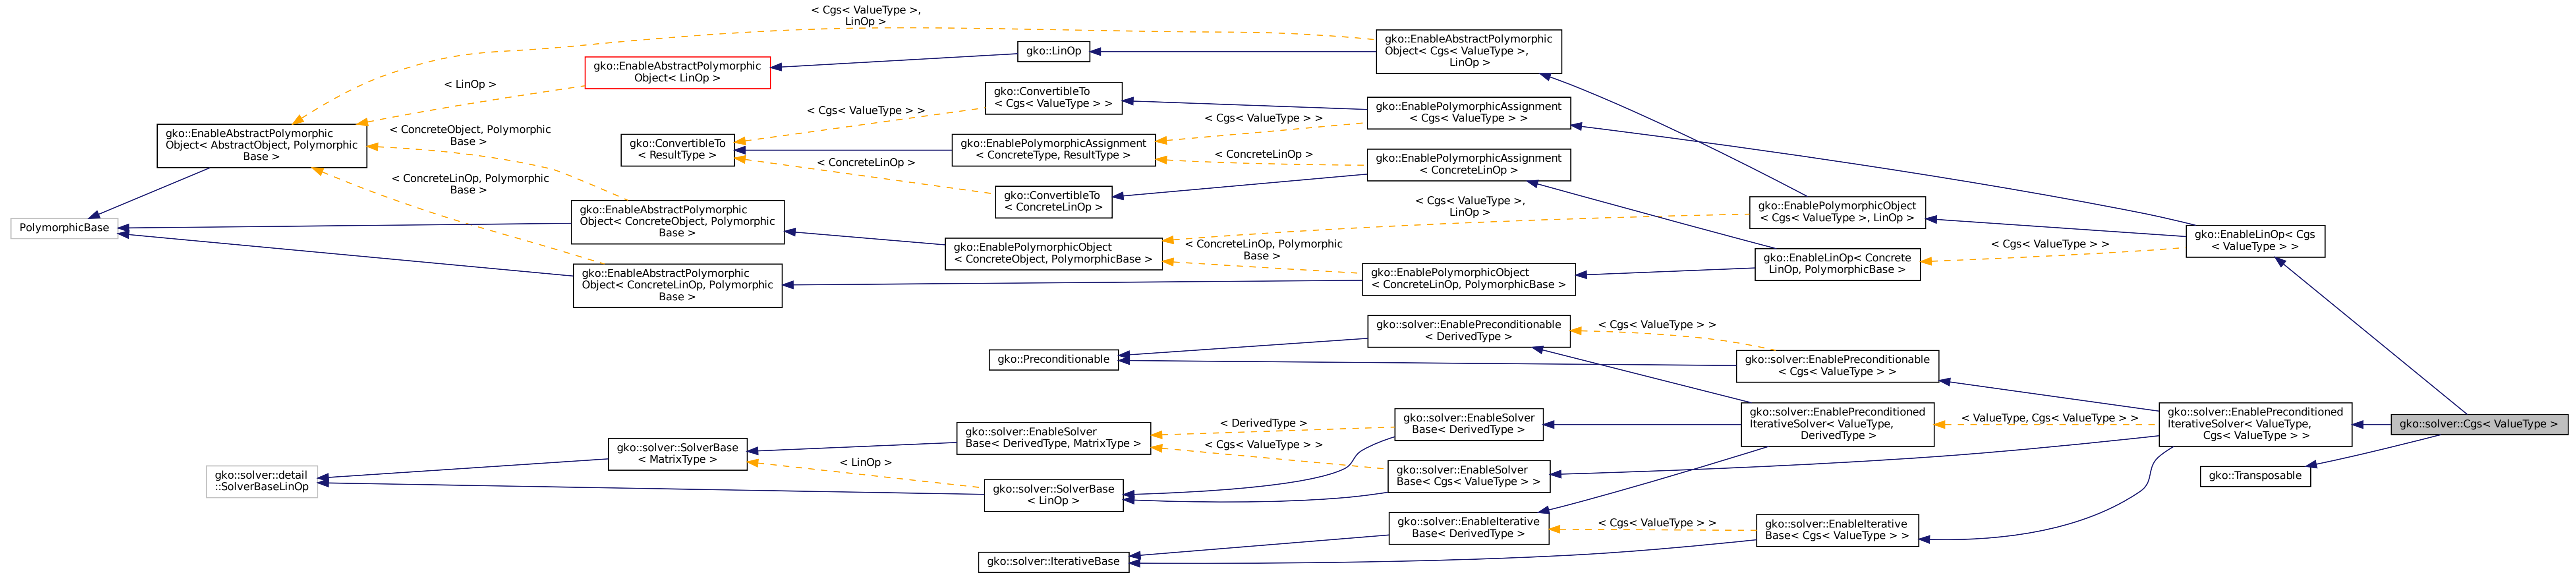 PolymorphicBase
gko::EnableAbstractPolymorphic
Object< AbstractObject, Polymorphic
Base >
gko::solver::detail
::SolverBaseLinOp
< Cgs< ValueType >,
LinOp >
< LinOp >
< ConcreteObject, Polymorphic
Base >
< ConcreteLinOp, Polymorphic
Base >
gko::EnableAbstractPolymorphic
Object< LinOp >
gko::ConvertibleTo
< ResultType >
gko::EnableAbstractPolymorphic
Object< ConcreteObject, Polymorphic
Base >
gko::EnableAbstractPolymorphic
Object< ConcreteLinOp, Polymorphic
Base >
gko::solver::SolverBase
< MatrixType >
< Cgs< ValueType > >
< ConcreteLinOp >
< LinOp >
gko::LinOp
gko::ConvertibleTo
< Cgs< ValueType > >
gko::EnablePolymorphicAssignment
< ConcreteType, ResultType >
gko::ConvertibleTo
< ConcreteLinOp >
gko::EnablePolymorphicObject
< ConcreteObject, PolymorphicBase >
gko::Preconditionable
gko::solver::EnableSolver
Base< DerivedType, MatrixType >
gko::solver::SolverBase
< LinOp >
gko::solver::IterativeBase
< Cgs< ValueType > >
< ConcreteLinOp >
< Cgs< ValueType >,
LinOp >
< ConcreteLinOp, Polymorphic
Base >
< DerivedType >
< Cgs< ValueType > >
gko::EnableAbstractPolymorphic
Object< Cgs< ValueType >,
LinOp >
gko::EnablePolymorphicAssignment
< Cgs< ValueType > >
gko::EnablePolymorphicAssignment
< ConcreteLinOp >
gko::EnablePolymorphicObject
< ConcreteLinOp, PolymorphicBase >
gko::solver::EnablePreconditionable
< DerivedType >
gko::solver::EnableSolver
Base< DerivedType >
gko::solver::EnableSolver
Base< Cgs< ValueType > >
gko::solver::EnableIterative
Base< DerivedType >
< Cgs< ValueType > >
< Cgs< ValueType > >
gko::EnablePolymorphicObject
< Cgs< ValueType >, LinOp >
gko::EnableLinOp< Concrete
LinOp, PolymorphicBase >
gko::solver::EnablePreconditionable
< Cgs< ValueType > >
gko::solver::EnablePreconditioned
IterativeSolver< ValueType,
DerivedType >
gko::solver::EnableIterative
Base< Cgs< ValueType > >
< Cgs< ValueType > >
< ValueType, Cgs< ValueType > >
gko::EnableLinOp< Cgs
< ValueType > >
gko::solver::EnablePreconditioned
IterativeSolver< ValueType,
Cgs< ValueType > >
gko::Transposable
gko::solver::Cgs< ValueType >